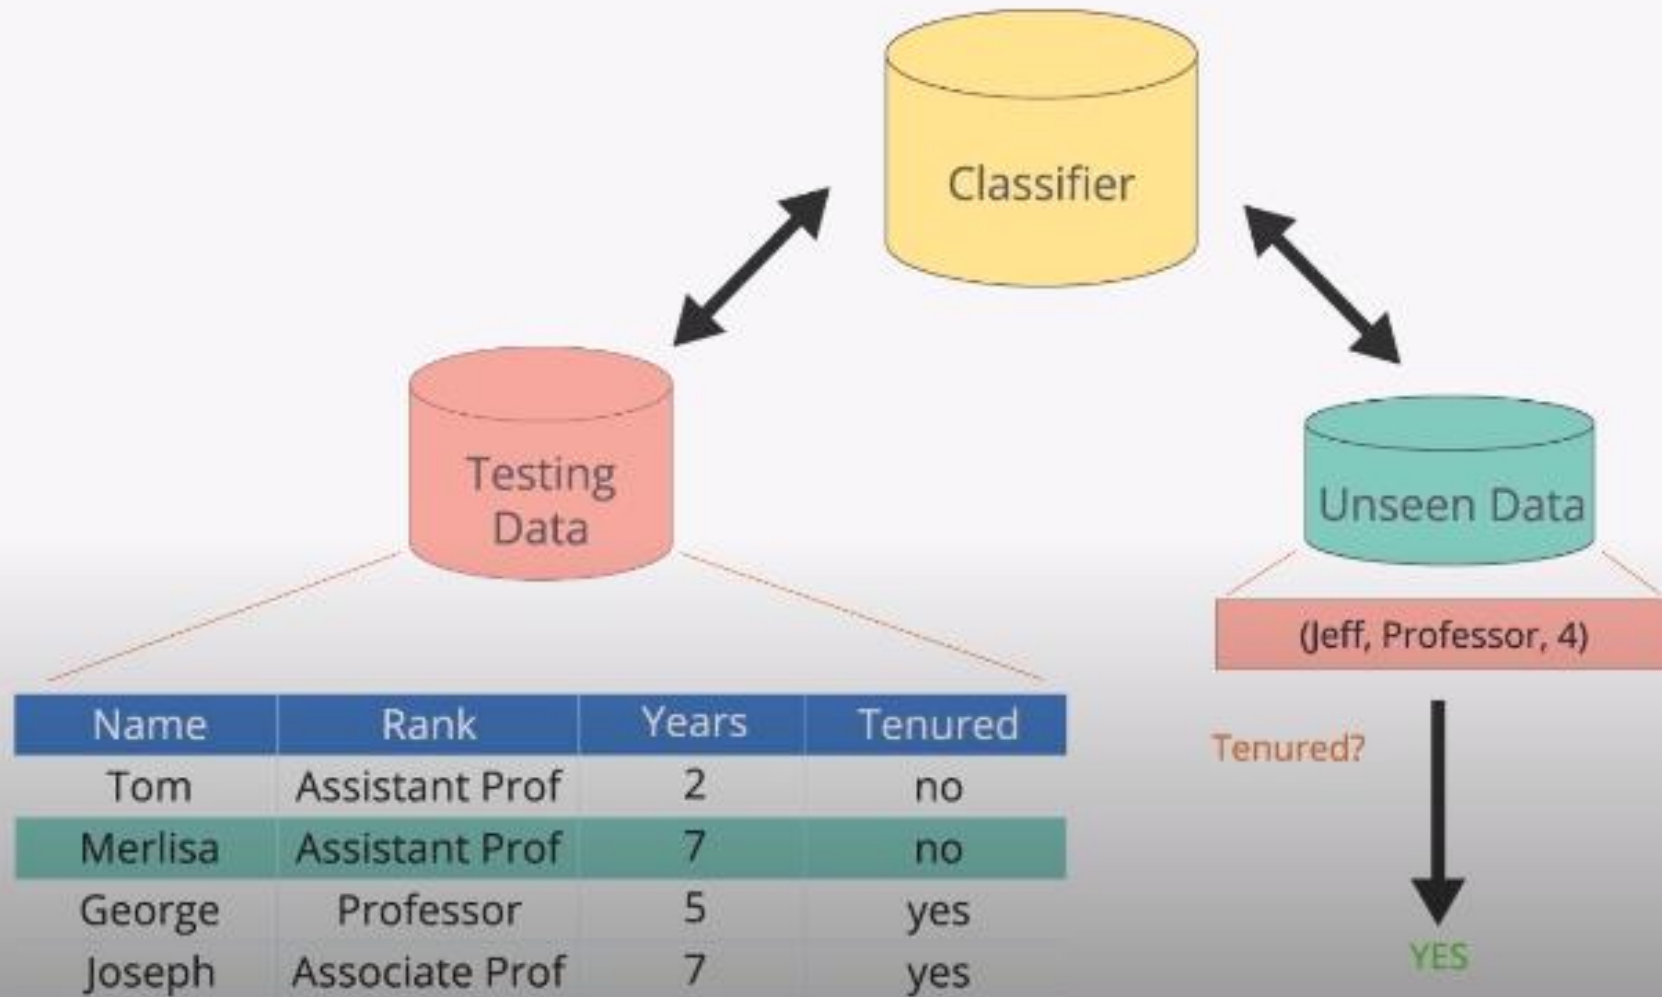 Classifier
Testing
Data
Unseen Data
(Jeff, Professor, 4)
Name Rank Years Tenured
Tom Assistant Prof 2 no
Merlisa Assistant Prof 7 no
George Professor 5 yes
Joseph Associate Prof 7 yes
Tenured?
YES